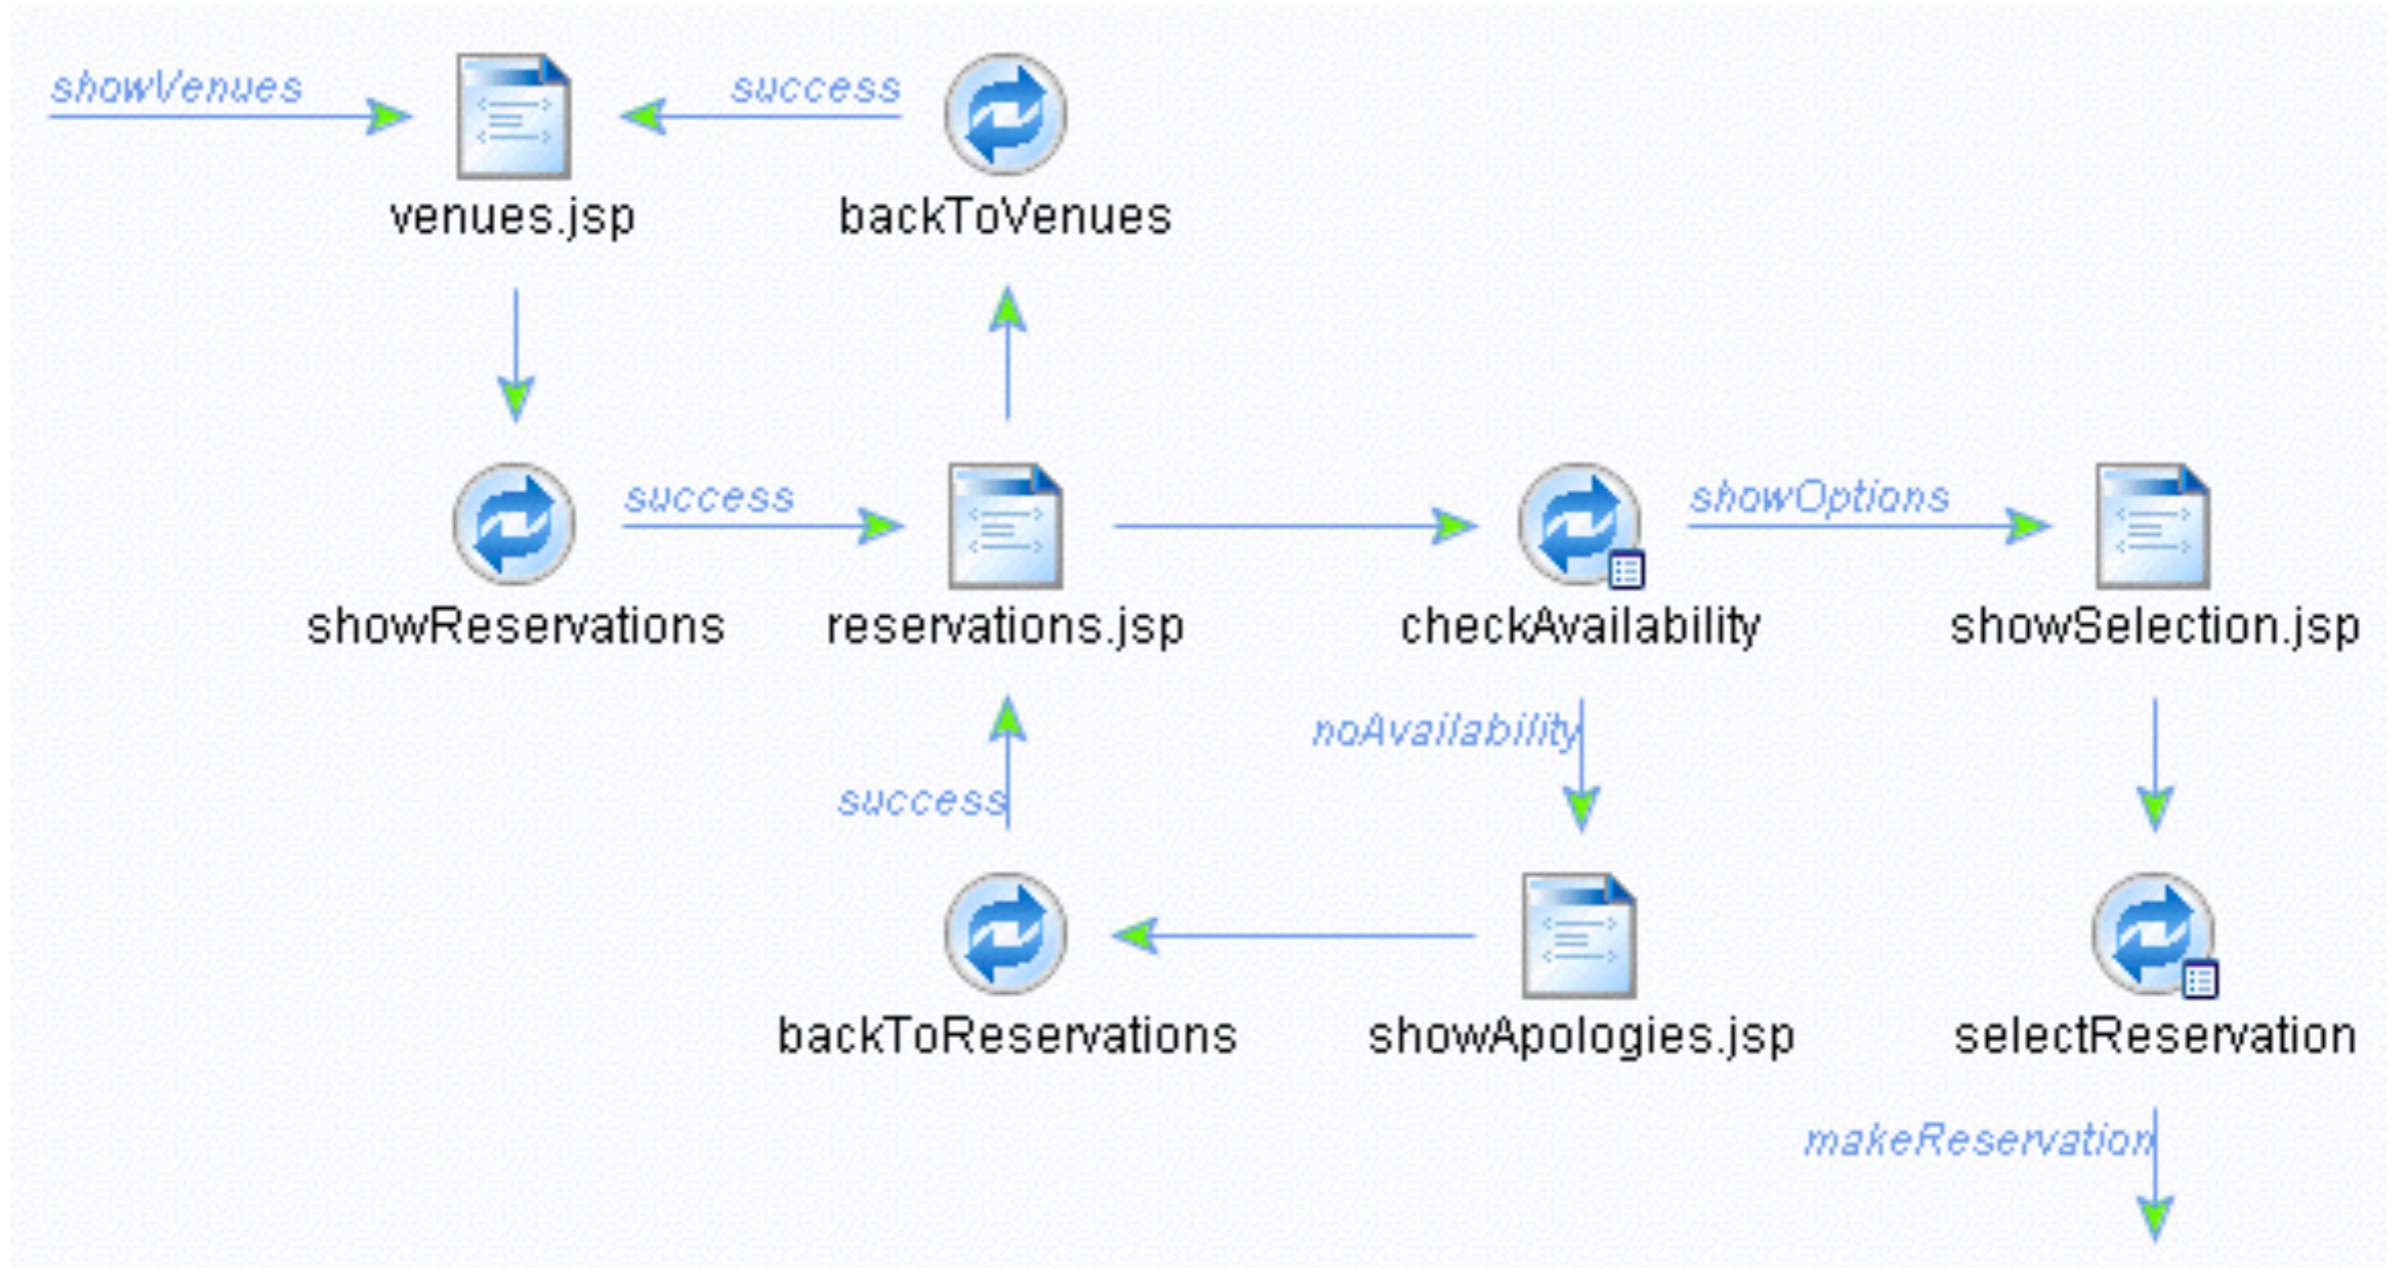 showVenues
success
venues.jsp
backToVenues
success
showOptions
showReservations
reservations.jsp
checkAvailability
showSelection.jsp
noAvailability
success
backToReservations
showApologies.jsp
selectReservation
makeReservation